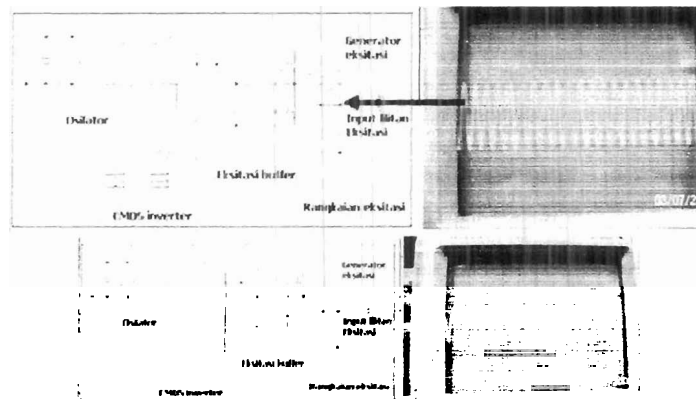 Generator
eksitasi
Osilator
Input lilitan
Eksitasi
Eksitasi buffer
Rangkaian eksitasi
CMOS inverter
Generator
eksitasi
Osilator
Input lilitan
Eksitasi
Eksitasi buffer
Rangkaian eksitasi
CMOS inverter